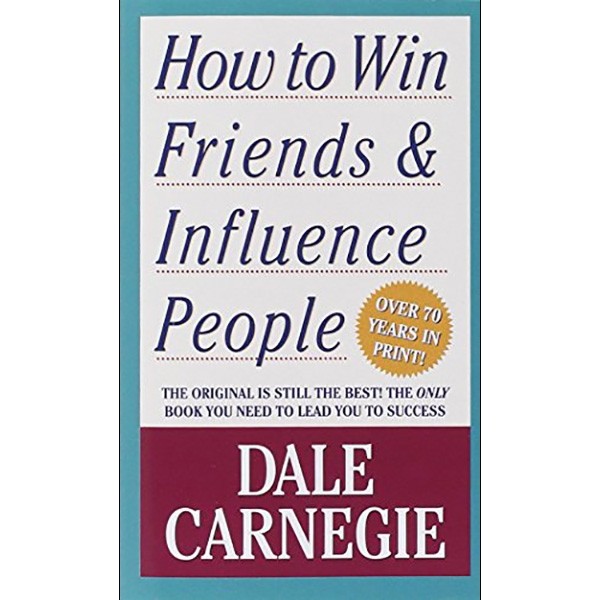 How to Win
Friends &
Influence
People
OVER 70
YEARS IN
PRINT!
THE ORIGINAL IS STILL THE BEST! THE ONLY
BOOK YOU NEED TO LEAD YOU TO SUCCESS
DALE
CARNEGIE